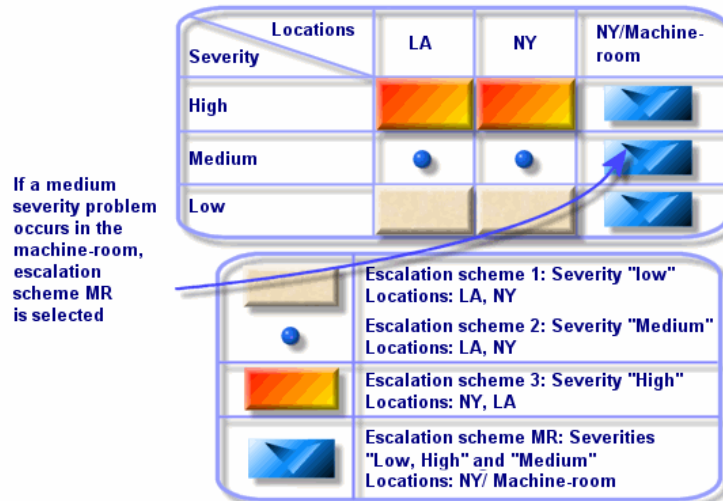 Locations
Severity
LA
NY
NY/Machine-
room
High
Medium
Low
If a medium
severity problem
occurs in the
machine-room,
escalation
scheme MR
is selected
Escalation scheme 1: Severity "low"
Locations: LA, NY
Escalation scheme 2: Severity "Medium"
Locations: LA, NY
Escalation scheme 3: Severity "High"
Locations: NY, LA
Escalation scheme MR: Severities
"Low, High" and "Medium"
Locations: NY/ Machine-room